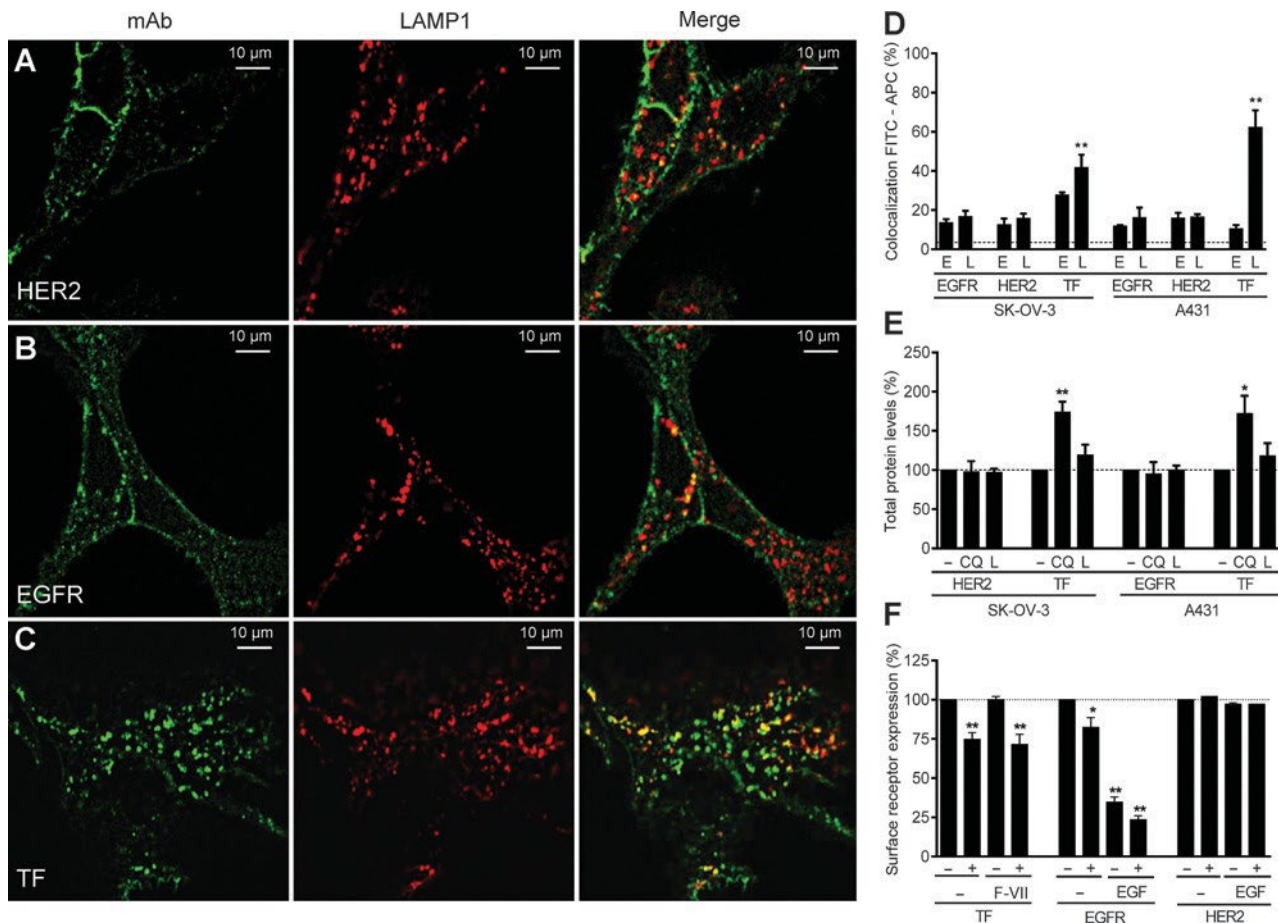 mAb LAMP1 Merge
A 10 μm 10 μm 10 μm
HER2
B 10 μm 10 μm 10 μm
EGFR
C 10 μm 10 μm 10 μm
TF
D
Colocalization FITC - APC (%)
100
80
60
40
20
0
** **
E L E L E L E L E L E L
EGFR HER2 TF EGFR HER2 TF
SK-OV-3 A431
E
Total protein levels (%)
250
200
150
100
50
0
** *
– CQ L – CQ L – CQ L – CQ L
HER2 TF EGFR TF
SK-OV-3 A431
F
Surface receptor expression (%)
125
100
75
50
25
0
** ** * ** **
– + – + – + – + – + – +
– F-VII – EGF – EGF
TF EGFR HER2